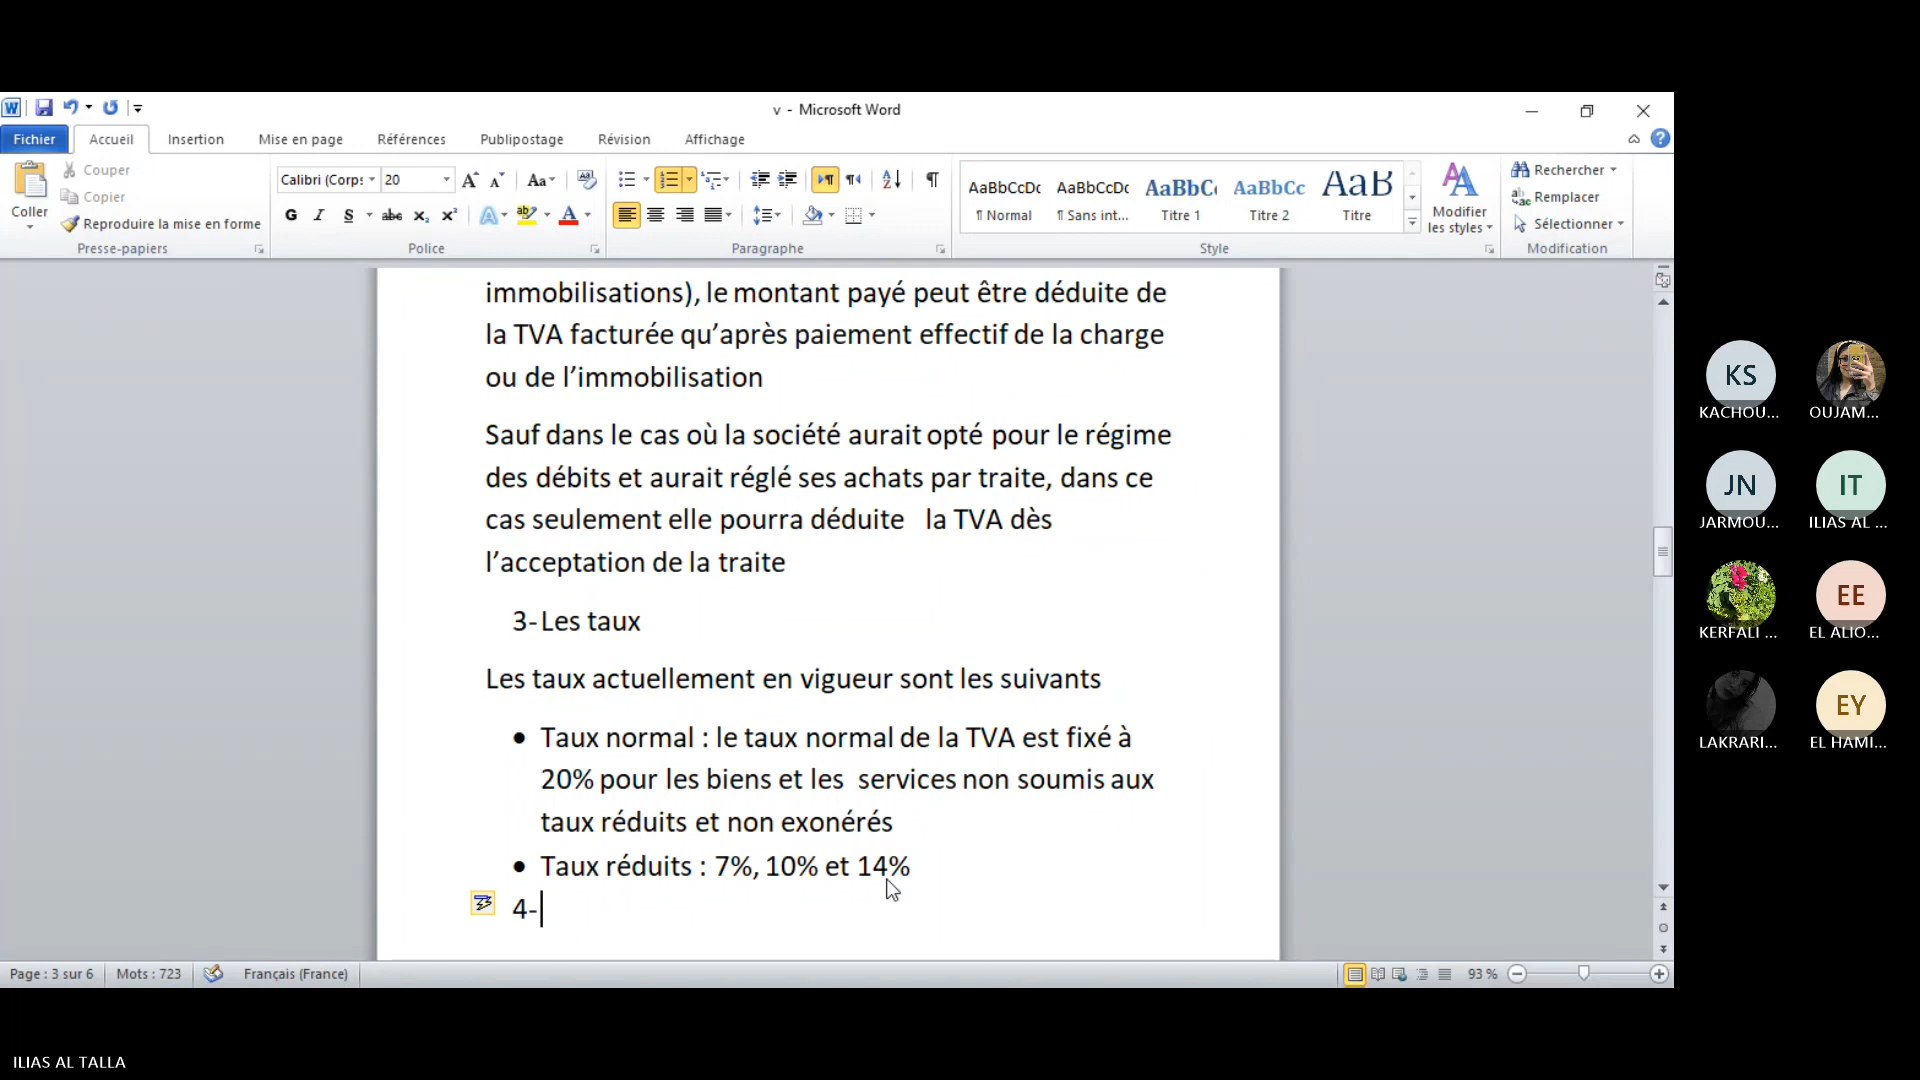 v - Microsoft Word
Fichier Accueil Insertion Mise en page Références Publipostage Révision Affichage
Coller
Couper
Copier
Reproduire la mise en forme
Presse-papiers
Calibri (Corps 20
G I S abc x₂ x²
Police
Paragraphe
AaBbCcDc AaBbCcDc AaBbC AaBbCc AaB
¶ Normal ¶ Sans int... Titre 1 Titre 2 Titre
Style
Modifier
les styles
Rechercher
Remplacer
Sélectionner
Modification
immobilisations), le montant payé peut être déduite de
la TVA facturée qu’après paiement effectif de la charge
ou de l’immobilisation
Sauf dans le cas où la société aurait opté pour le régime
des débits et aurait réglé ses achats par traite, dans ce
cas seulement elle pourra déduite la TVA dès
l’acceptation de la traite
3- Les taux
Les taux actuellement en vigueur sont les suivants
• Taux normal : le taux normal de la TVA est fixé à
20% pour les biens et les services non soumis aux
taux réduits et non exonérés
• Taux réduits : 7%, 10% et 14%
4-
Page : 3 sur 6 Mots : 723 Français (France) 93 %
KS
KACHOU...
OUJAM...
JN
JARMOU...
IT
ILIAS AL ...
KERFALI ...
EE
EL ALIO...
LAKRARI...
EY
EL HAMI...
ILIAS AL TALLA